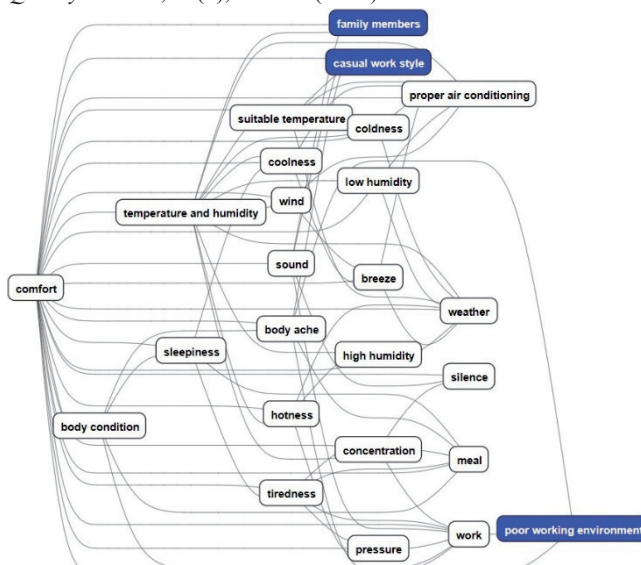 family members
casual work style
proper air conditioning
suitable temperature
coldness
coolness
low humidity
wind
temperature and humidity
sound
breeze
comfort
weather
body ache
sleepiness
high humidity
silence
hotness
body condition
concentration
meal
tiredness
work
poor working environment
pressure